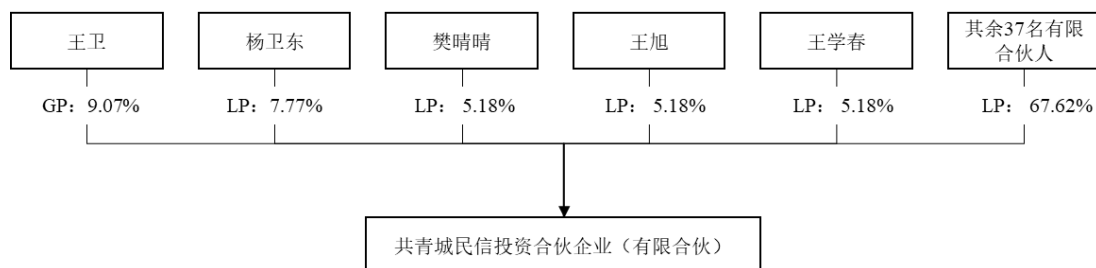 王卫
杨卫东
樊晴晴
王旭
王学春
其余37名有限
合伙人
GP：9.07%
LP：7.77%
LP：5.18%
LP：5.18%
LP：5.18%
LP：67.62%
共青城民信投资合伙企业（有限合伙）